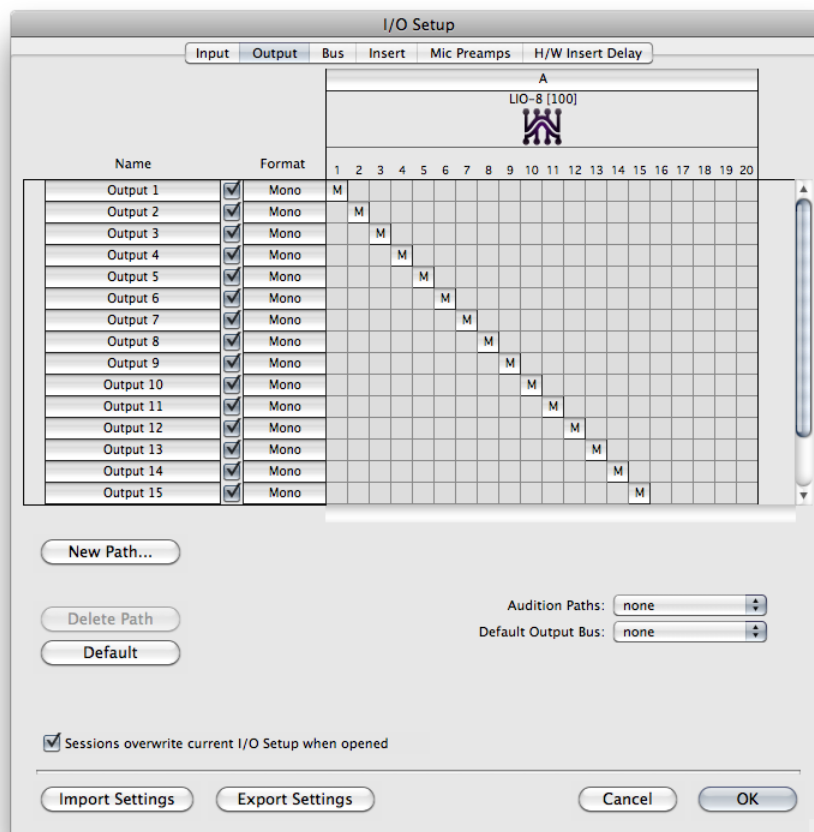 I/O Setup
Input Output Bus Insert Mic Preamps H/W Insert Delay
A
LIO-8 [100]
Name Format 1 2 3 4 5 6 7 8 9 10 11 12 13 14 15 16 17 18 19 20
Output 1 Mono M
Output 2 Mono M
Output 3 Mono M
Output 4 Mono M
Output 5 Mono M
Output 6 Mono M
Output 7 Mono M
Output 8 Mono M
Output 9 Mono M
Output 10 Mono M
Output 11 Mono M
Output 12 Mono M
Output 13 Mono M
Output 14 Mono M
Output 15 Mono M
New Path...
Audition Paths: none
Delete Path
Default Output Bus: none
Default
Sessions overwrite current I/O Setup when opened
Import Settings Export Settings Cancel OK